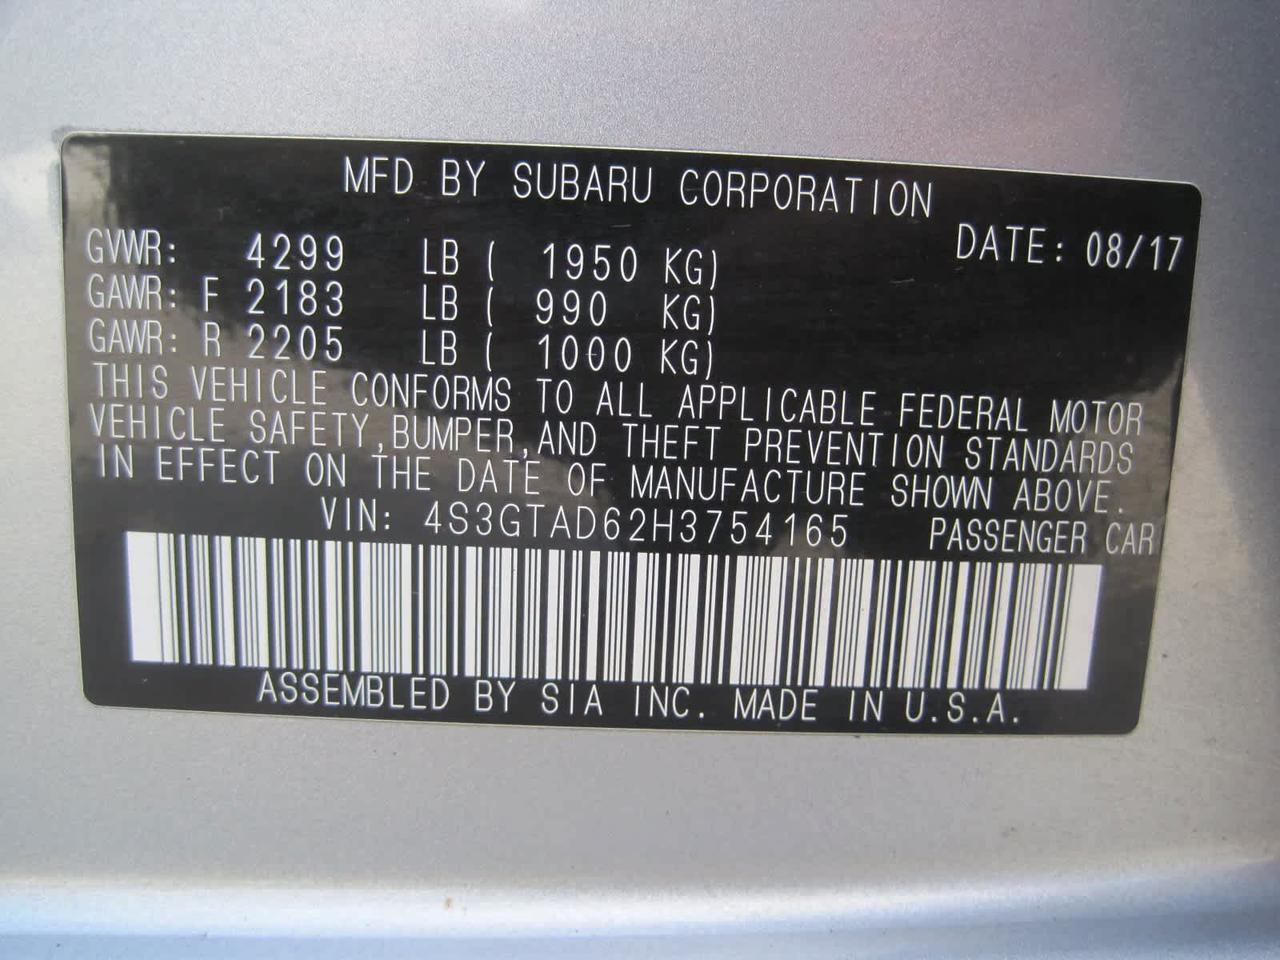 MFD BY SUBARU CORPORATION
DATE: 08/17
GVWR: 4299 LB ( 1950 KG)
GAWR: F 2183 LB ( 990 KG)
GAWR: R 2205 LB ( 1000 KG)
THIS VEHICLE CONFORMS TO ALL APPLICABLE FEDERAL MOTOR
VEHICLE SAFETY,BUMPER,AND THEFT PREVENTION STANDARDS
IN EFFECT ON THE DATE OF MANUFACTURE SHOWN ABOVE.
VIN: 4S3GTAD62H3754165 PASSENGER CAR
ASSEMBLED BY SIA INC. MADE IN U.S.A.